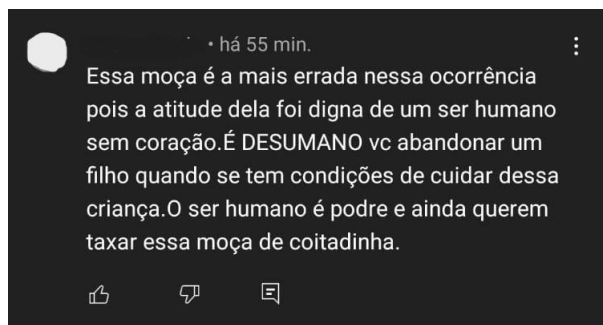 • há 55 min.
Essa moça é a mais errada nessa ocorrência
pois a atitude dela foi digna de um ser humano
sem coração.É DESUMANO vc abandonar um
filho quando se tem condições de cuidar dessa
criança.O ser humano é podre e ainda querem
taxar essa moça de coitadinha.